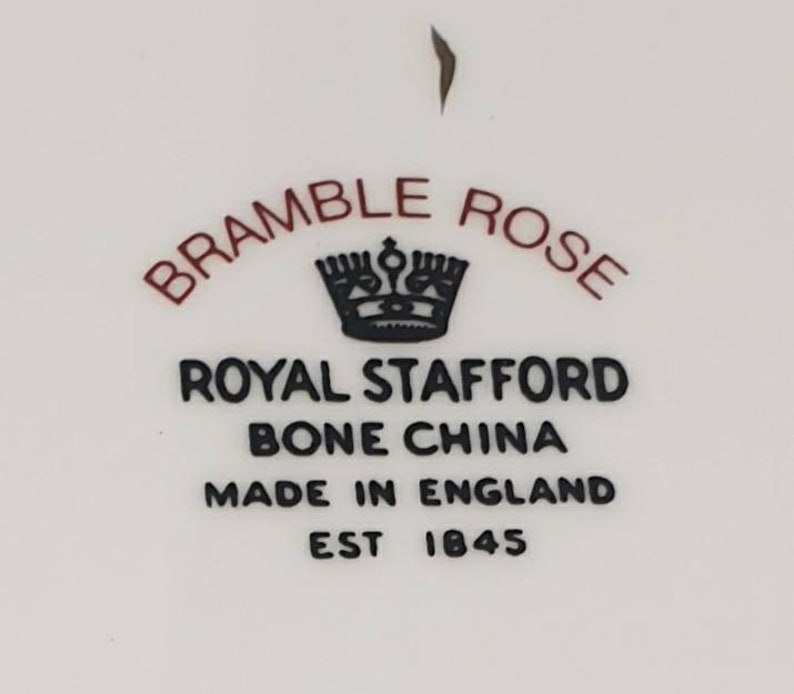 BRAMBLE ROSE
ROYAL STAFFORD
BONE CHINA
MADE IN ENGLAND
EST 1845